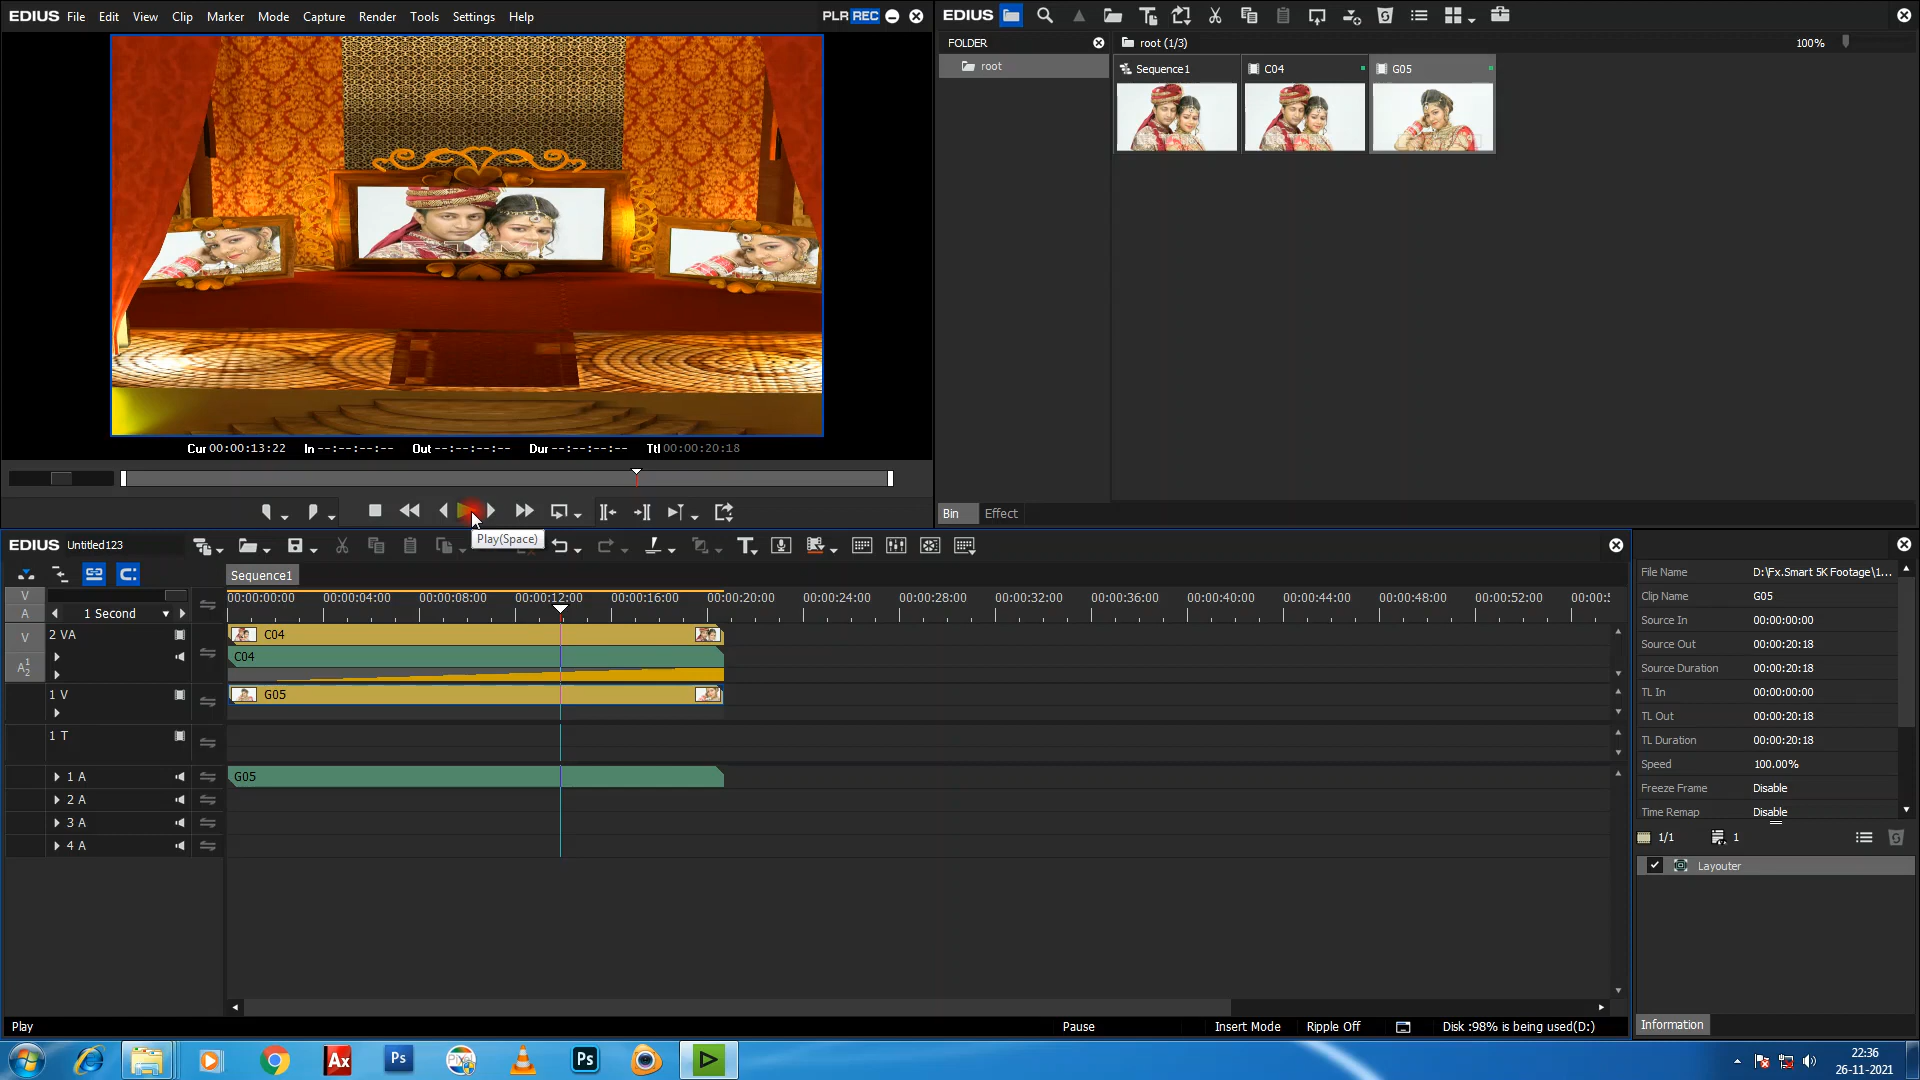 EDIUS File Edit View Clip Marker Mode Capture Render Tools Settings Help PLR REC
EDIUS
FOLDER root (1/3) 100%
root
Sequence1 C04 G05
Cur 00:00:13:22 In --:--:--:-- Out --:--:--:-- Dur --:--:--:-- Ttl 00:00:20:18
Play(Space)
Bin Effect
EDIUS Untitled123
Sequence1
V
A
1 Second
00:00:00:00 00:00:04:00 00:00:08:00 00:00:12:00 00:00:16:00 00:00:20:00 00:00:24:00 00:00:28:00 00:00:32:00 00:00:36:00 00:00:40:00 00:00:44:00 00:00:48:00 00:00:52:00
V 2 VA C04
A 1 2 C04
1 V G05
1 T
1 A G05
2 A
3 A
4 A
File Name D:\Fx.Smart 5K Footage\1...
Clip Name G05
Source In 00:00:00:00
Source Out 00:00:20:18
Source Duration 00:00:20:18
TL In 00:00:00:00
TL Out 00:00:20:18
TL Duration 00:00:20:18
Speed 100.00%
Freeze Frame Disable
Time Remap Disable
1/1 1
Layouter
Information
Play Pause Insert Mode Ripple Off Disk :98% is being used(D:)
Ax Ps Pixel Ps
22:36
26-11-2021